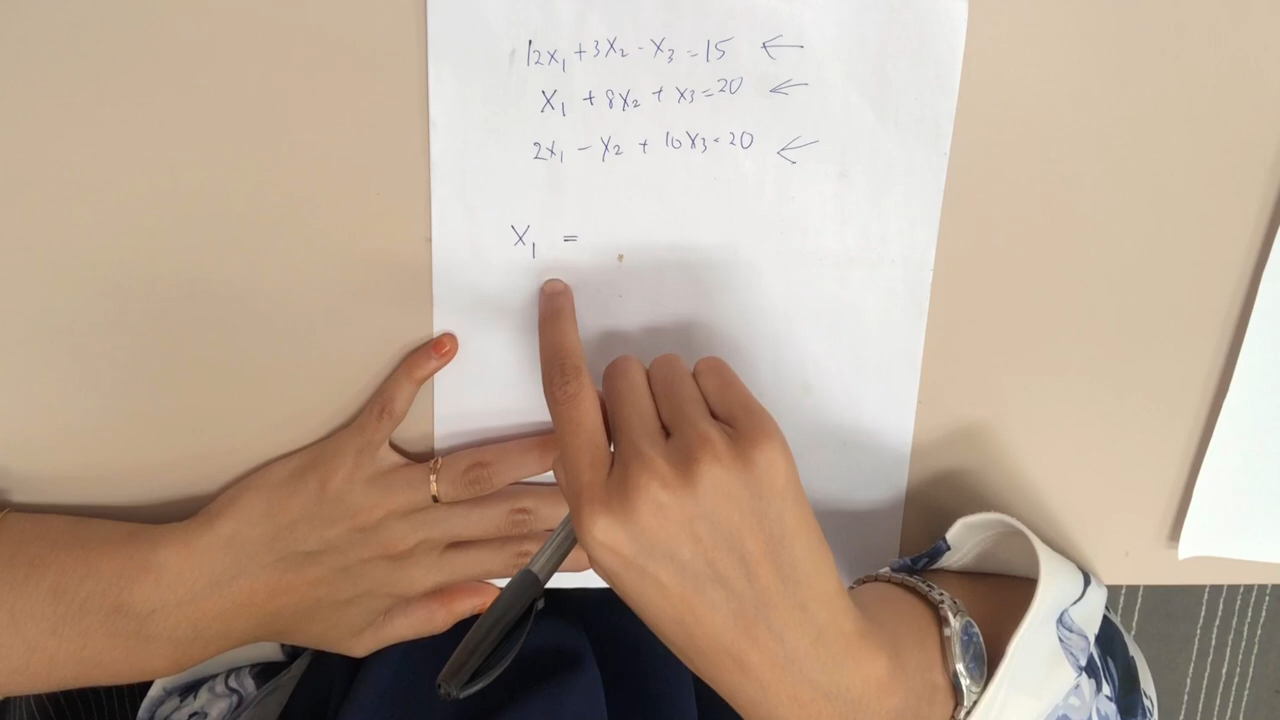 12x₁ + 3x₂ - x₃ = 15 ←
x₁ + 8x₂ + x₃ = 20 ←
2x₁ - x₂ + 10x₃ = 20 ←
x₁ =